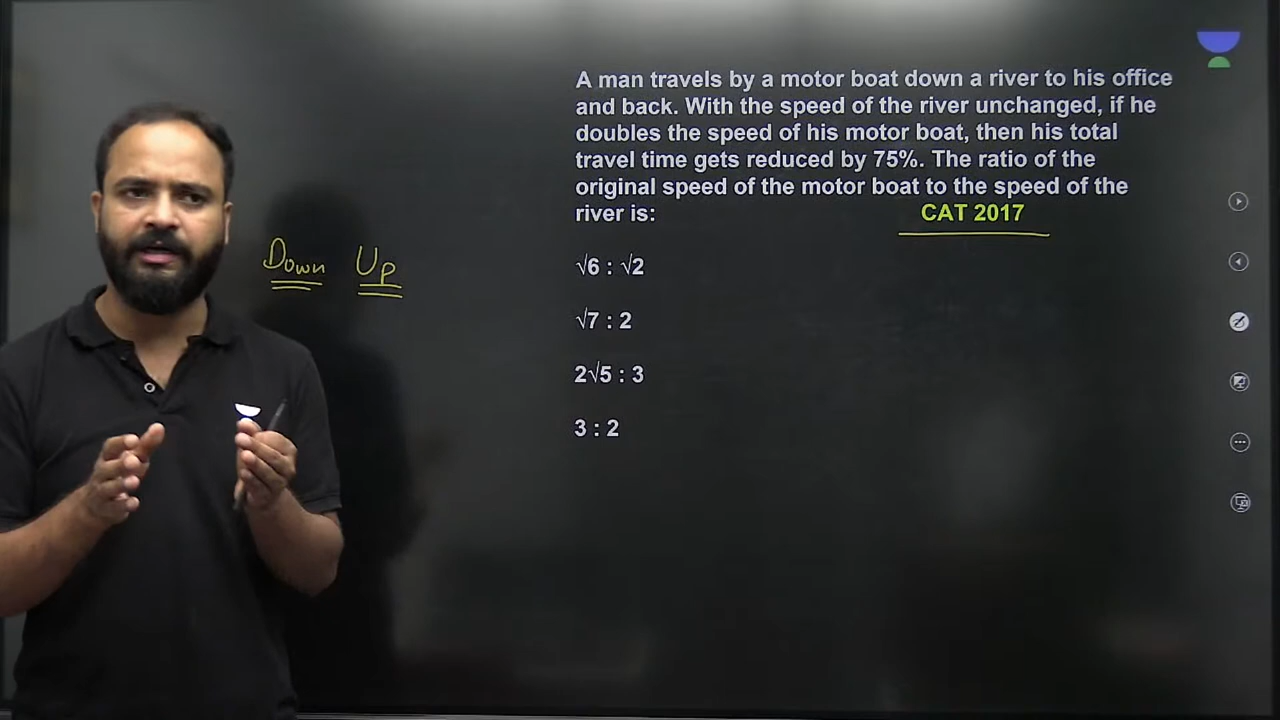 A man travels by a motor boat down a river to his office
and back. With the speed of the river unchanged, if he
doubles the speed of his motor boat, then his total
travel time gets reduced by 75%. The ratio of the
original speed of the motor boat to the speed of the
river is:
CAT 2017
Down Up
√6 : √2
√7 : 2
2√5 : 3
3 : 2